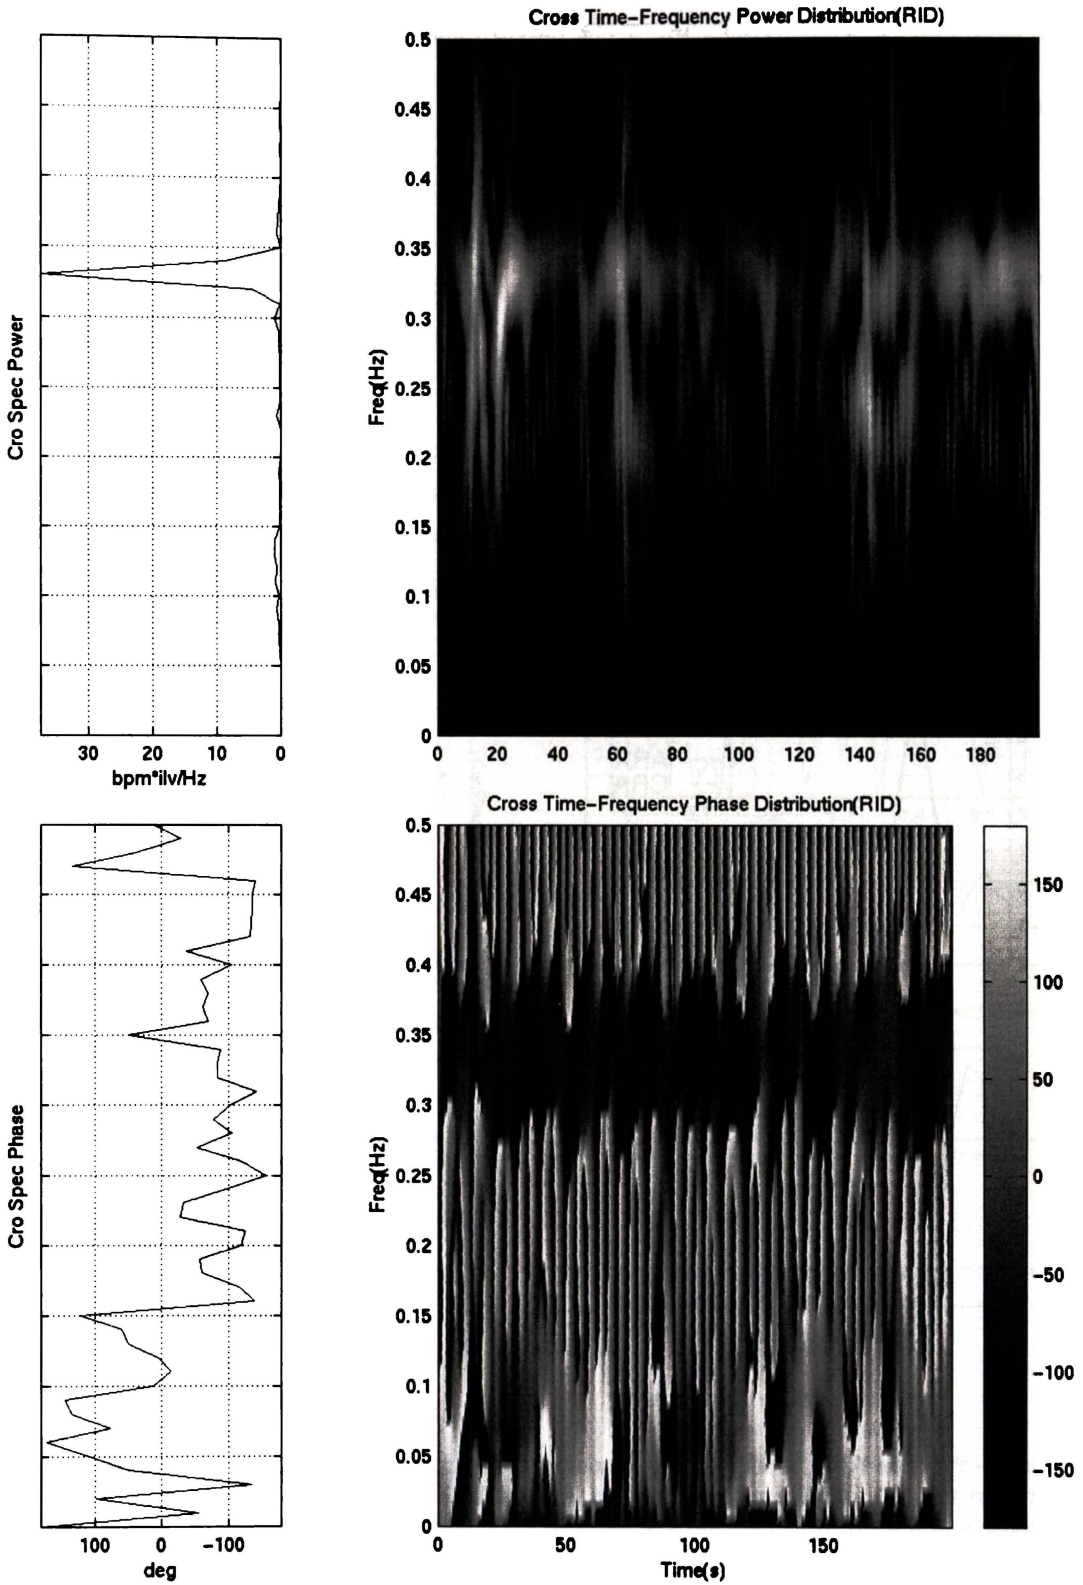 Cross Time-Frequency Power Distribution(RID)
Cro Spec Power
30 20 10 0
bpm*ilv/Hz
Freq(Hz)
0.5
0.45
0.4
0.35
0.3
0.25
0.2
0.15
0.1
0.05
0
0 20 40 60 80 100 120 140 160 180
Cross Time-Frequency Phase Distribution(RID)
Cro Spec Phase
100 0 -100
deg
Freq(Hz)
0.5
0.45
0.4
0.35
0.3
0.25
0.2
0.15
0.1
0.05
0
0 50 100 150
Time(s)
150
100
50
0
-50
-100
-150